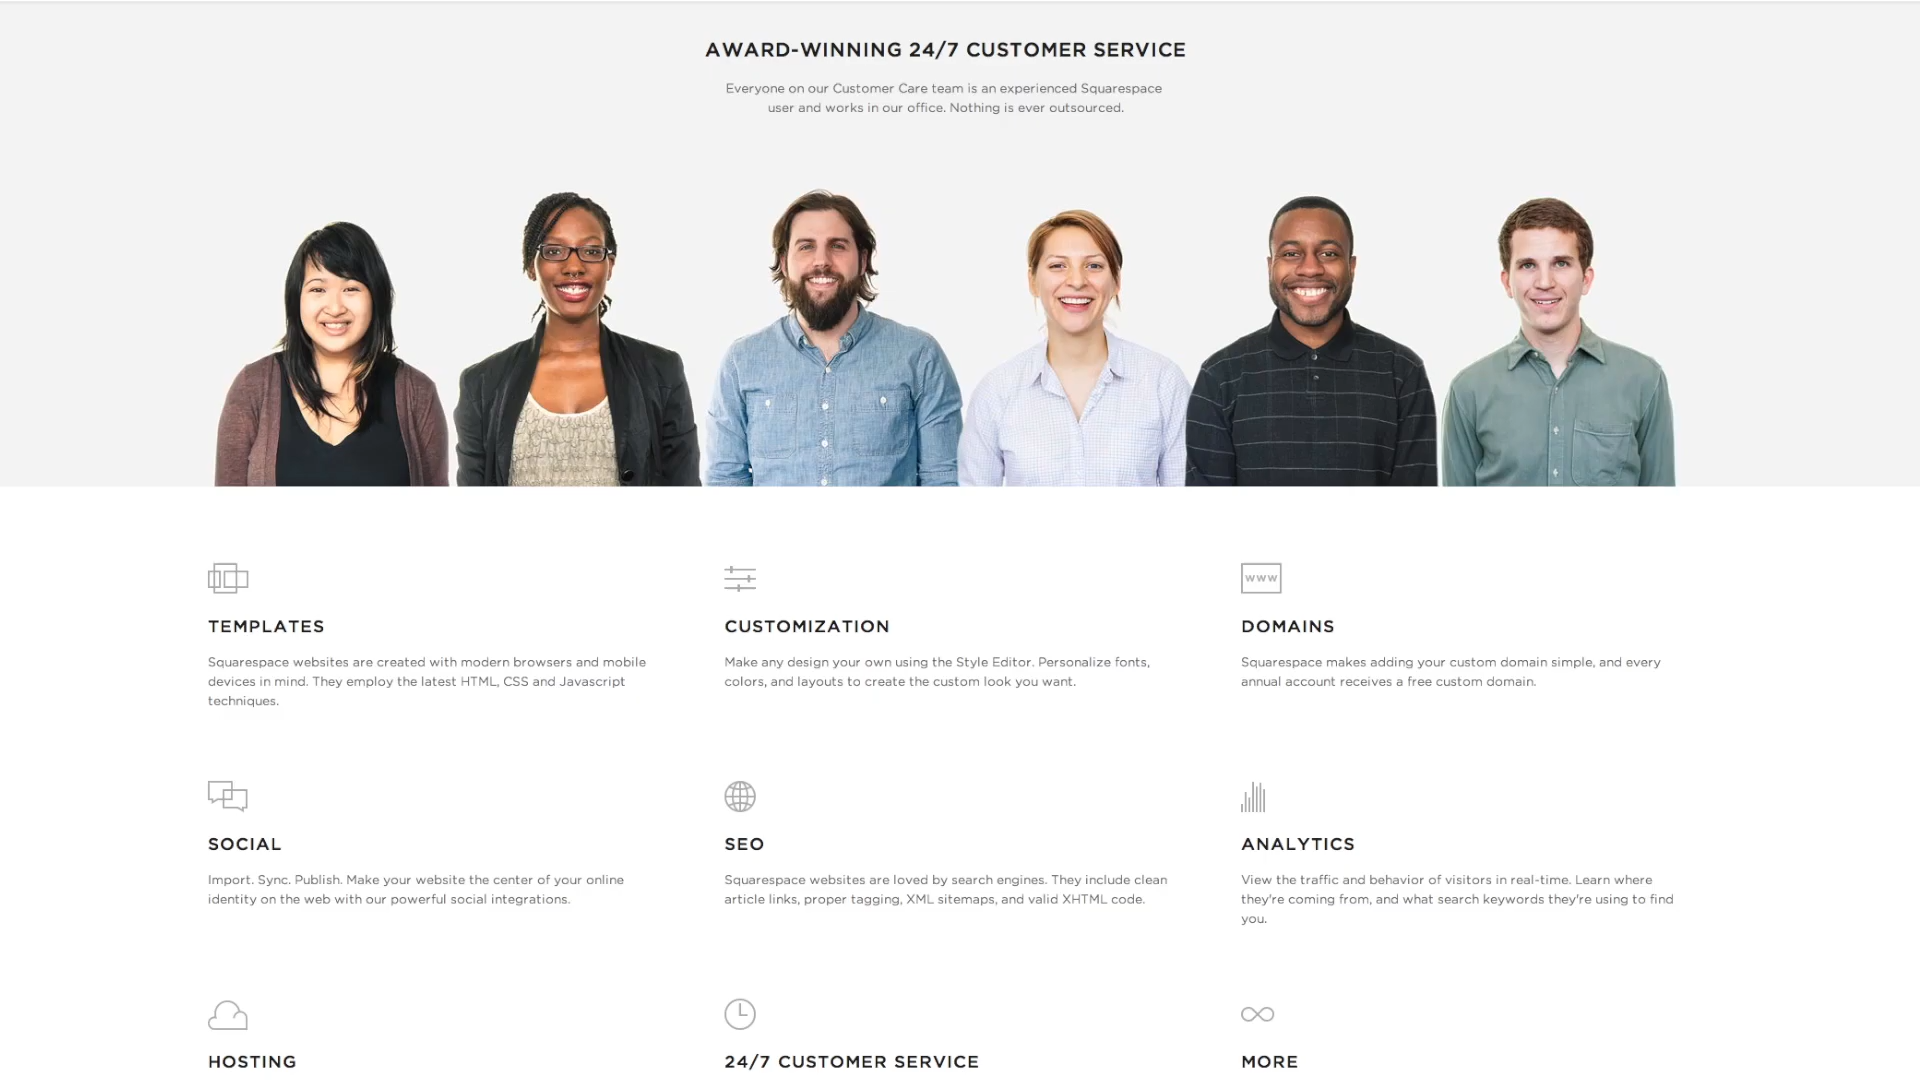 AWARD-WINNING 24/7 CUSTOMER SERVICE
Everyone on our Customer Care team is an experienced Squarespace
user and works in our office. Nothing is ever outsourced.
TEMPLATES
Squarespace websites are created with modern browsers and mobile
devices in mind. They employ the latest HTML, CSS and Javascript
techniques.
CUSTOMIZATION
Make any design your own using the Style Editor. Personalize fonts,
colors, and layouts to create the custom look you want.
WWW
DOMAINS
Squarespace makes adding your custom domain simple, and every
annual account receives a free custom domain.
SOCIAL
Import. Sync. Publish. Make your website the center of your online
identity on the web with our powerful social integrations.
SEO
Squarespace websites are loved by search engines. They include clean
article links, proper tagging, XML sitemaps, and valid XHTML code.
ANALYTICS
View the traffic and behavior of visitors in real-time. Learn where
they're coming from, and what search keywords they're using to find
you.
HOSTING
24/7 CUSTOMER SERVICE
MORE